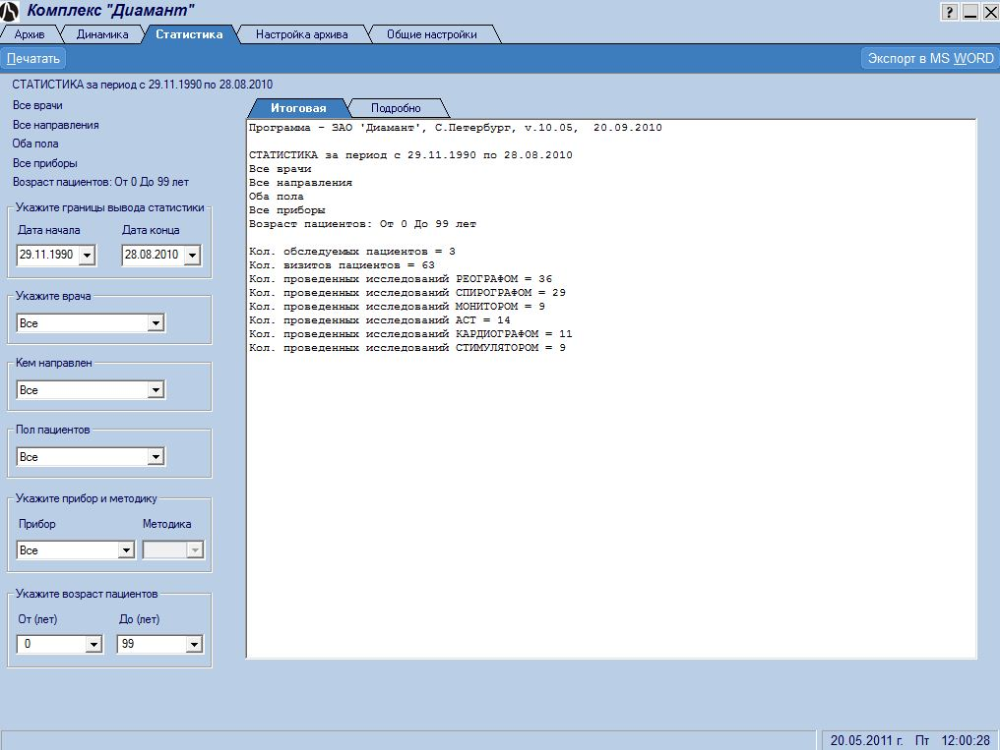 Комплекс "Диамант"
?
Архив Динамика Статистика Настройка архива Общие настройки
Печатать Экспорт в MS WORD
СТАТИСТИКА за период с 29.11.1990 по 28.08.2010
Все врачи
Все направления
Оба пола
Все приборы
Возраст пациентов: От 0 До 99 лет
Укажите границы вывода статистики
Дата начала Дата конца
29.11.1990 28.08.2010
Укажите врача
Все
Кем направлен
Все
Пол пациентов
Все
Укажите прибор и методику
Прибор Методика
Все
Укажите возраст пациентов
От (лет) До (лет)
0 99
Итоговая Подробно
Программа - ЗАО 'Диамант', С.Петербург, v.10.05, 20.09.2010
СТАТИСТИКА за период с 29.11.1990 по 28.08.2010
Все врачи
Все направления
Оба пола
Все приборы
Возраст пациентов: От 0 До 99 лет
Кол. обследуемых пациентов = 3
Кол. визитов пациентов = 63
Кол. проведенных исследований РЕОГРАФОМ = 36
Кол. проведенных исследований СПИРОГРАФОМ = 29
Кол. проведенных исследований МОНИТОРОМ = 9
Кол. проведенных исследований АСТ = 14
Кол. проведенных исследований КАРДИОГРАФОМ = 11
Кол. проведенных исследований СТИМУЛЯТОРОМ = 9
20.05.2011 г. Пт 12:00:28